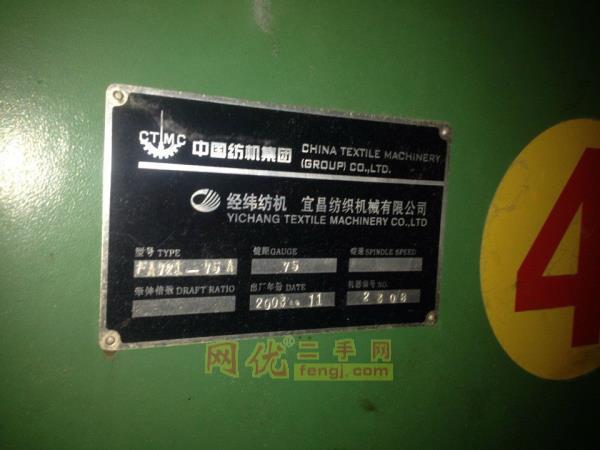 CTMC 中国纺机集团 CHINA TEXTILE MACHINERY
(GROUP) CO.,LTD.
经纬纺机 宜昌纺织机械有限公司
YICHANG TEXTILE MACHINERY CO.,LTD
型号 TYPE 锭距 GAUGE 锭速 SPINDLE SPEED
FA721-75A 75
牵伸倍数 DRAFT RATIO 出厂年份 DATE 机器编号 NO.
2003 11
4
网优®二手网
fengj.com